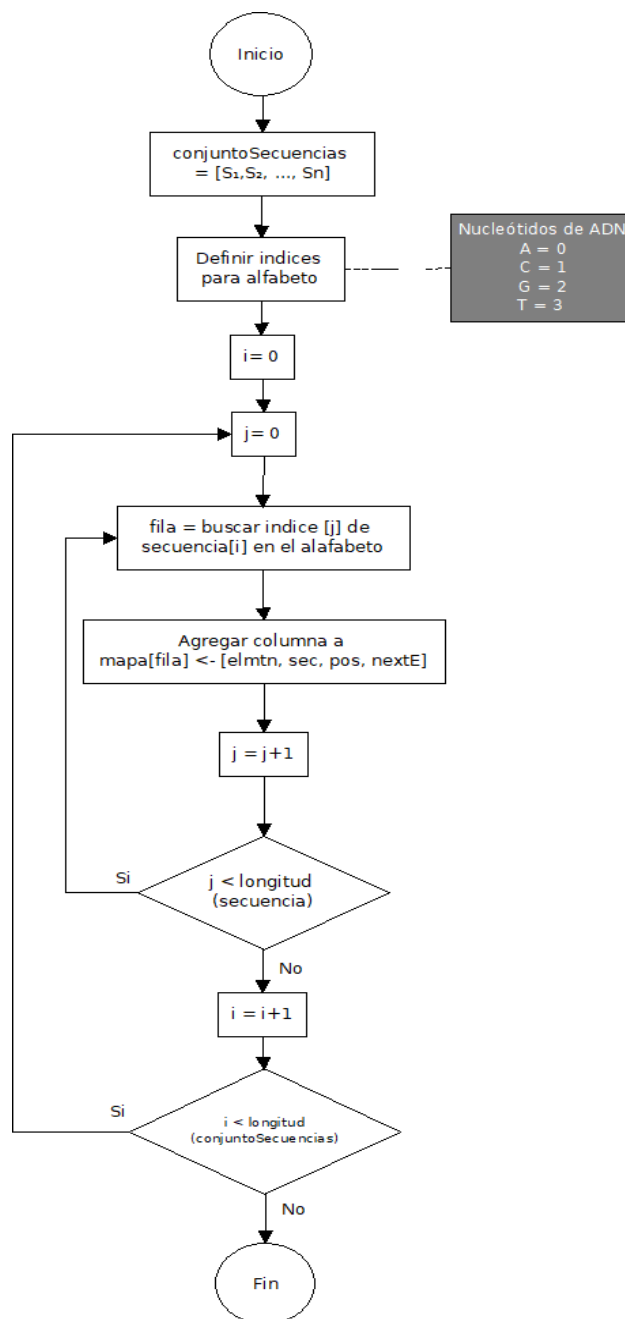 Inicio
conjuntoSecuencias
= [S₁,S₂, ..., Sn]
Definir indices
para alfabeto
Nucleótidos de ADN
A = 0
C = 1
G = 2
T = 3
i= 0
j= 0
fila = buscar indice [j] de
secuencia[i] en el alafabeto
Agregar columna a
mapa[fila] <- [elmtn, sec, pos, nextE]
j = j+1
j < longitud
(secuencia)
Si
No
i = i+1
i < longitud
(conjuntoSecuencias)
Si
No
Fin